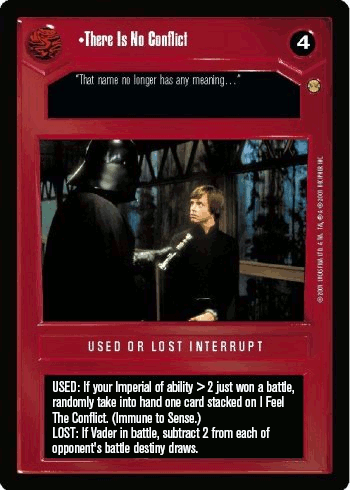 •There Is No Conflict
4
"That name no longer has any meaning…"
USED OR LOST INTERRUPT
USED: If your Imperial of ability > 2 just won a battle,
randomly take into hand one card stacked on I Feel
The Conflict. (Immune to Sense.)
LOST: If Vader in battle, subtract 2 from each of
opponent's battle destiny draws.